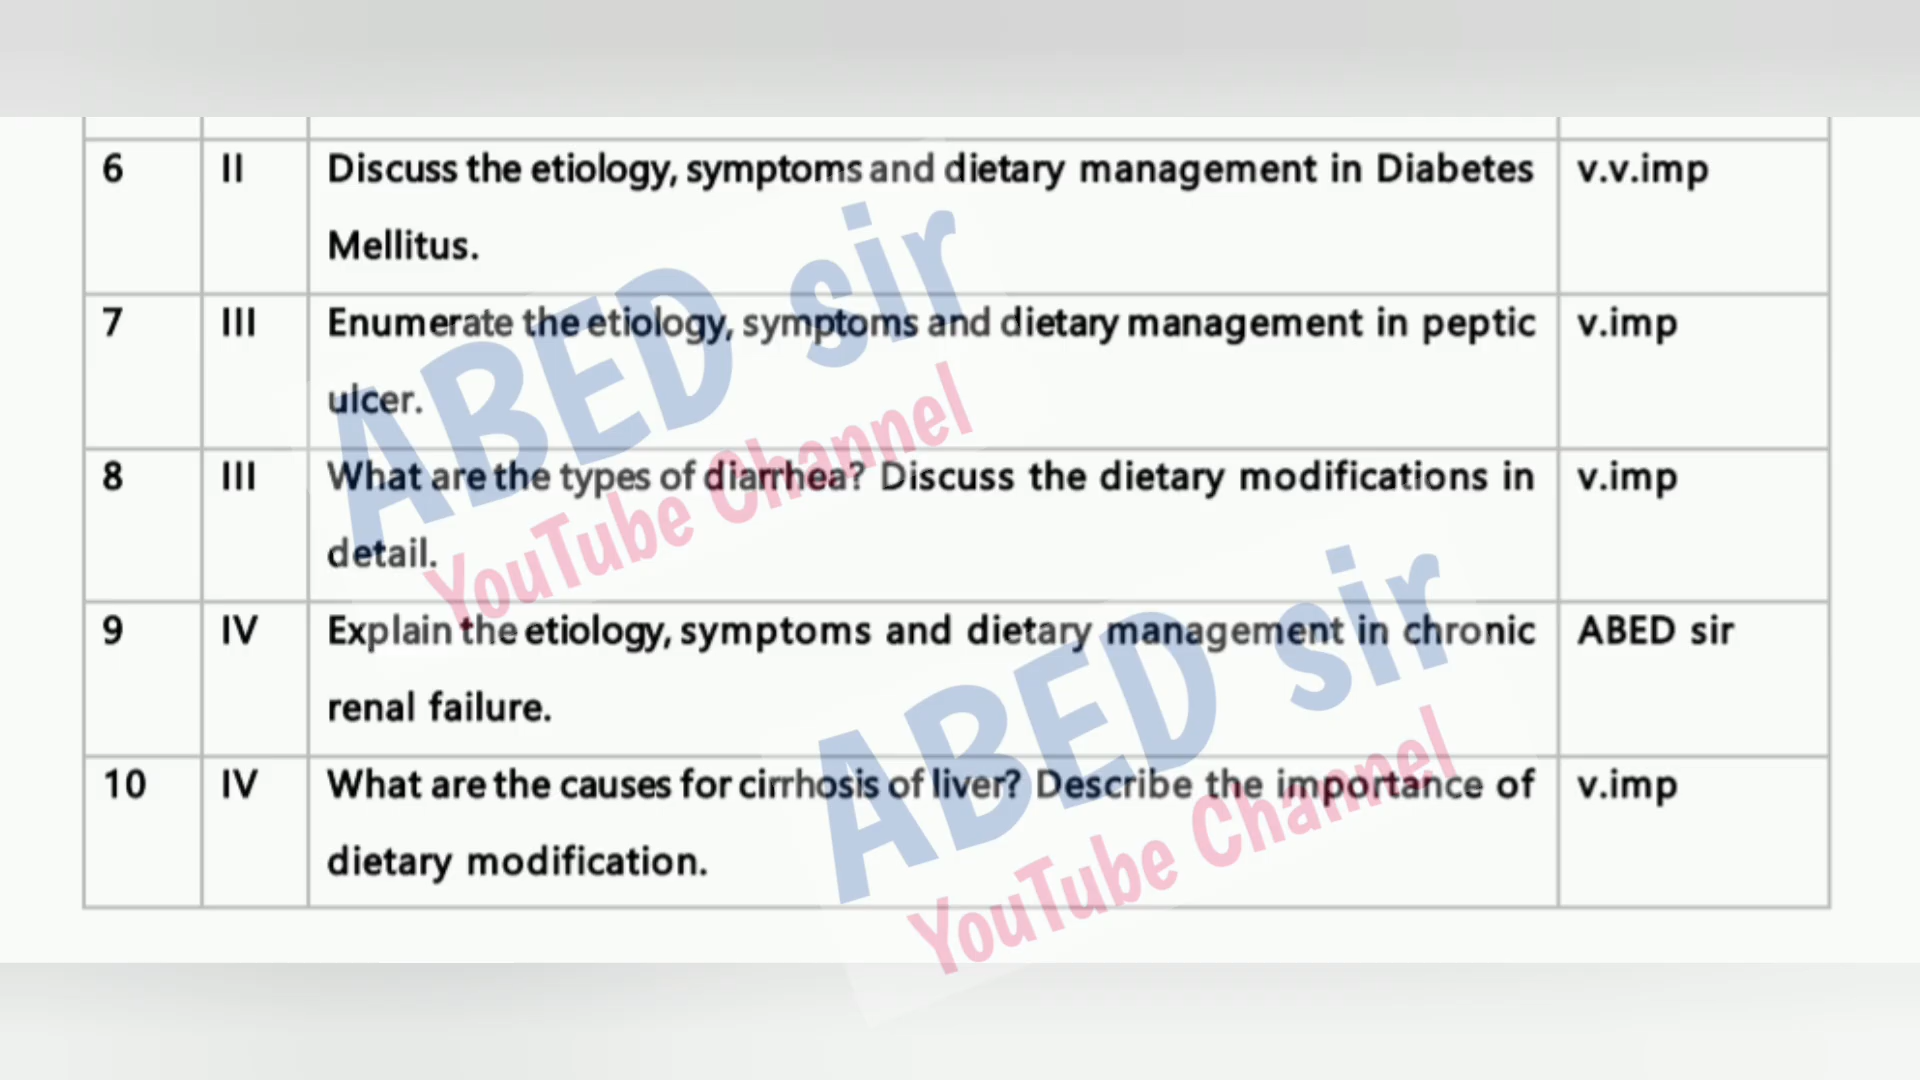 6 II Discuss the etiology, symptoms and dietary management in Diabetes v.v.imp
Mellitus.
7 III Enumerate the etiology, symptoms and dietary management in peptic v.imp
ulcer.
8 III What are the types of diarrhea? Discuss the dietary modifications in v.imp
detail.
9 IV Explain the etiology, symptoms and dietary management in chronic ABED sir
renal failure.
10 IV What are the causes for cirrhosis of liver? Describe the importance of v.imp
dietary modification.
ABED sir
YouTube Channel
ABED sir
YouTube Channel